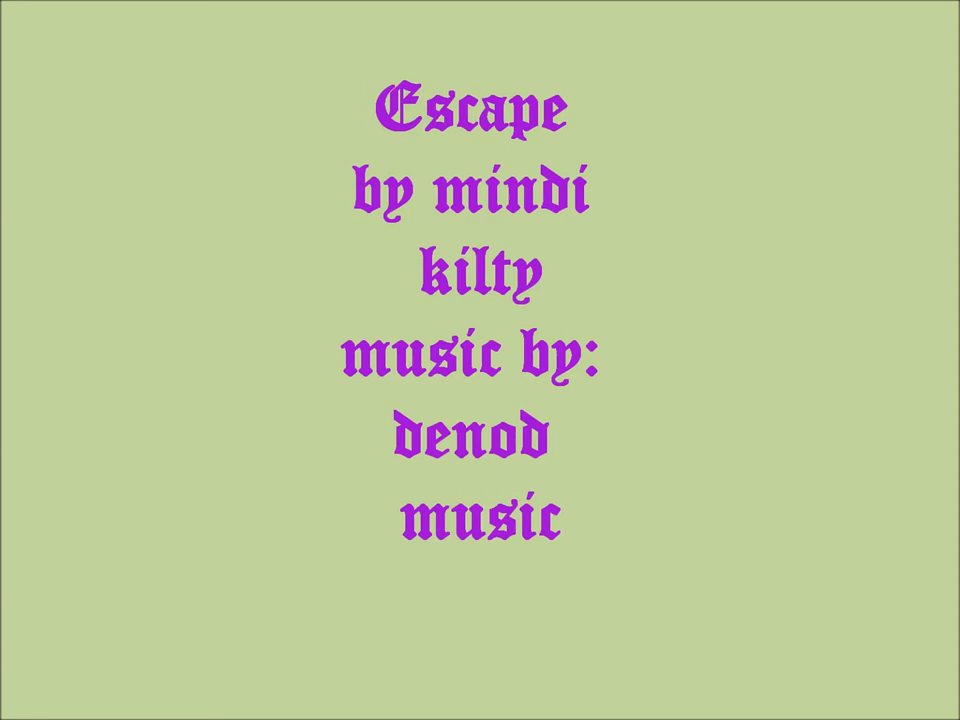 Escape
by mindi
kilty
music by:
denod
music